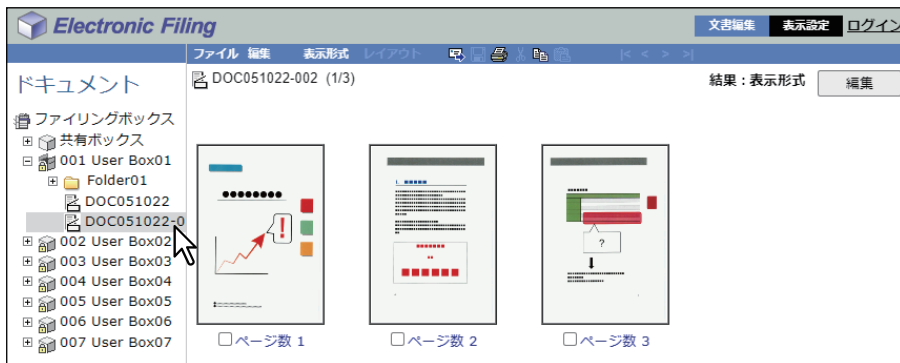 Electronic Filing
文書編集 表示設定 ログイン
ファイル 編集 表示形式 レイアウト |< < > >|
ドキュメント
DOC051022-002 (1/3)
結果：表示形式 編集
ファイリングボックス
共有ボックス
001 User Box01
Folder01
DOC051022
DOC051022-0
002 User Box02
003 User Box03
004 User Box04
005 User Box05
006 User Box06
007 User Box07
!
1.
?
ページ数 1
ページ数 2
ページ数 3